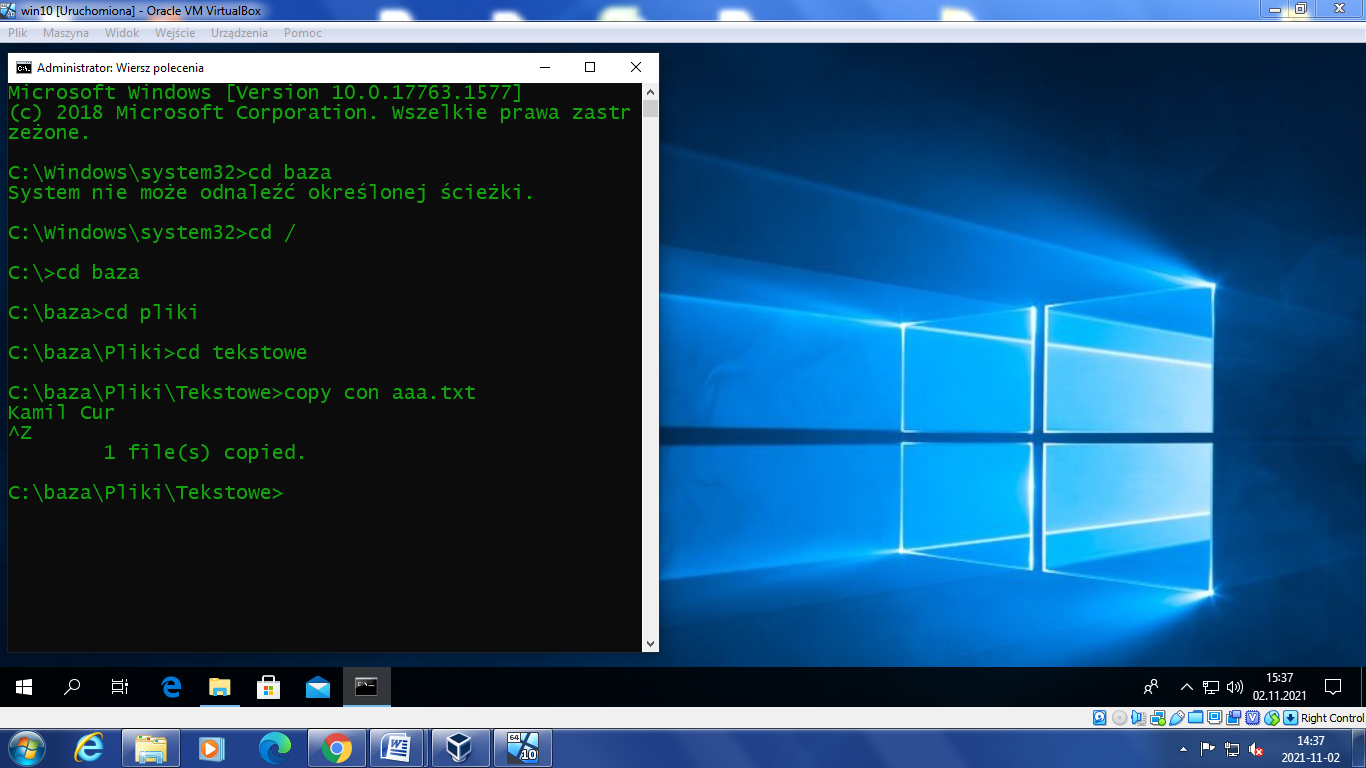 win10 [Uruchomiona] - Oracle VM VirtualBox
Plik Maszyna Widok Wejście Urządzenia Pomoc
Administrator: Wiersz polecenia
Microsoft Windows [Version 10.0.17763.1577]
(c) 2018 Microsoft Corporation. Wszelkie prawa zastr
zeżone.
C:\Windows\system32>cd baza
System nie może odnaleźć określonej ścieżki.
C:\Windows\system32>cd /
C:\>cd baza
C:\baza>cd pliki
C:\baza\Pliki>cd tekstowe
C:\baza\Pliki\Tekstowe>copy con aaa.txt
Kamil Cur
^Z
1 file(s) copied.
C:\baza\Pliki\Tekstowe>
15:37
02.11.2021
Right Control
64
10
14:37
2021-11-02